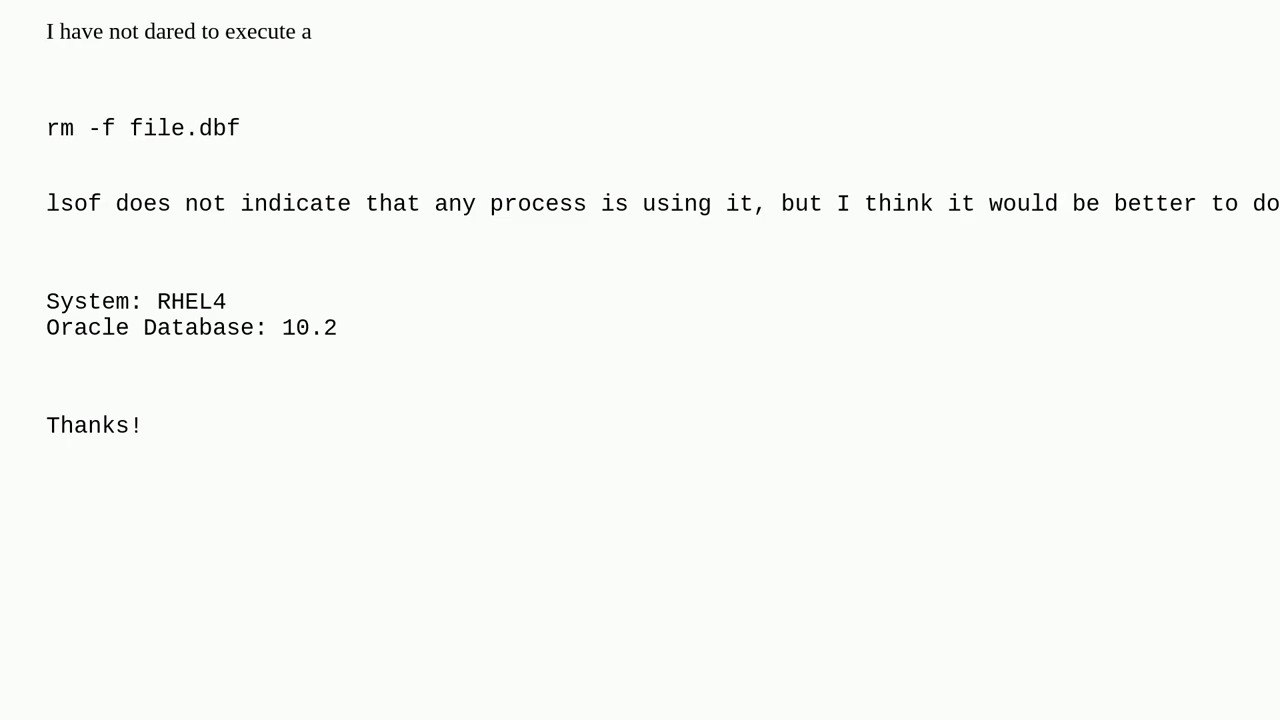 I have not dared to execute a
rm -f file.dbf
lsof does not indicate that any process is using it, but I think it would be better to do
System: RHEL4
Oracle Database: 10.2
Thanks!